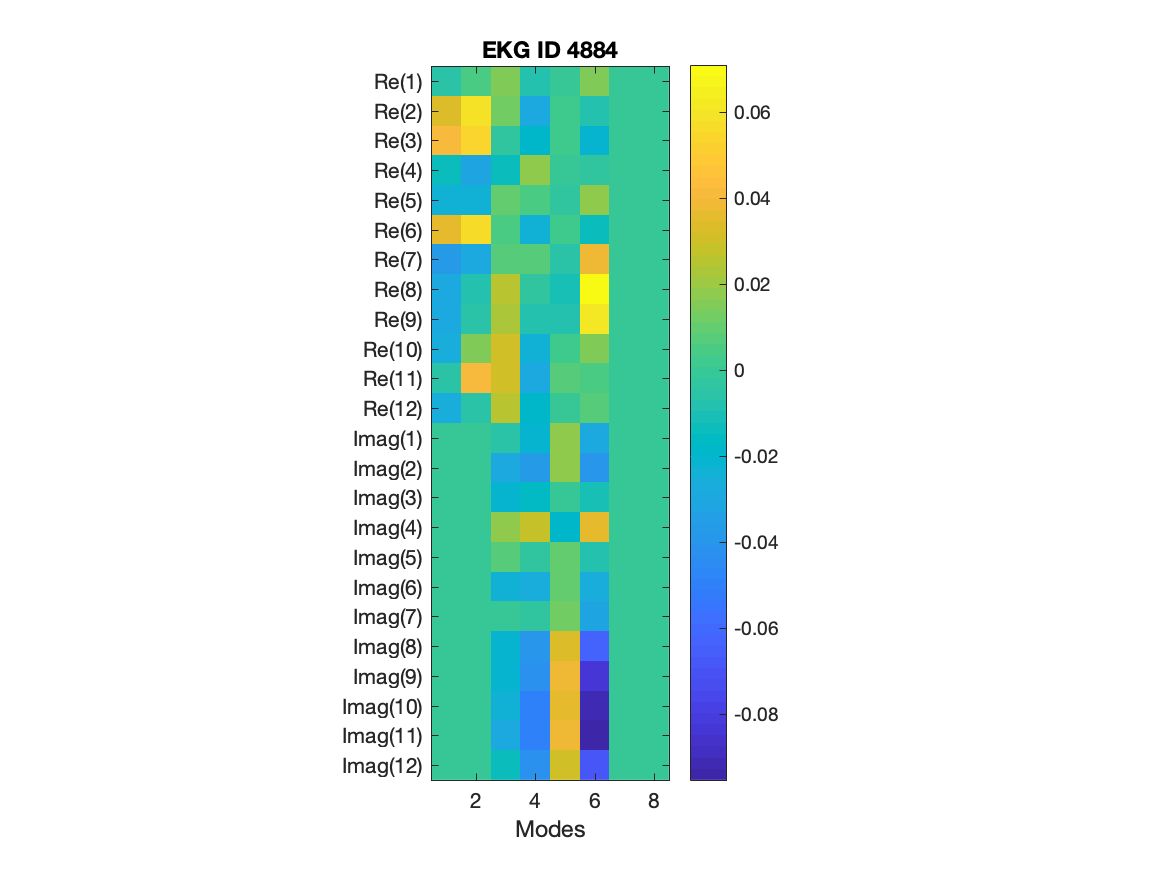 EKG ID 4884
Re(1)
Re(2)
Re(3)
Re(4)
Re(5)
Re(6)
Re(7)
Re(8)
Re(9)
Re(10)
Re(11)
Re(12)
Imag(1)
Imag(2)
Imag(3)
Imag(4)
Imag(5)
Imag(6)
Imag(7)
Imag(8)
Imag(9)
Imag(10)
Imag(11)
Imag(12)
2 4 6 8
Modes
0.06
0.04
0.02
0
-0.02
-0.04
-0.06
-0.08